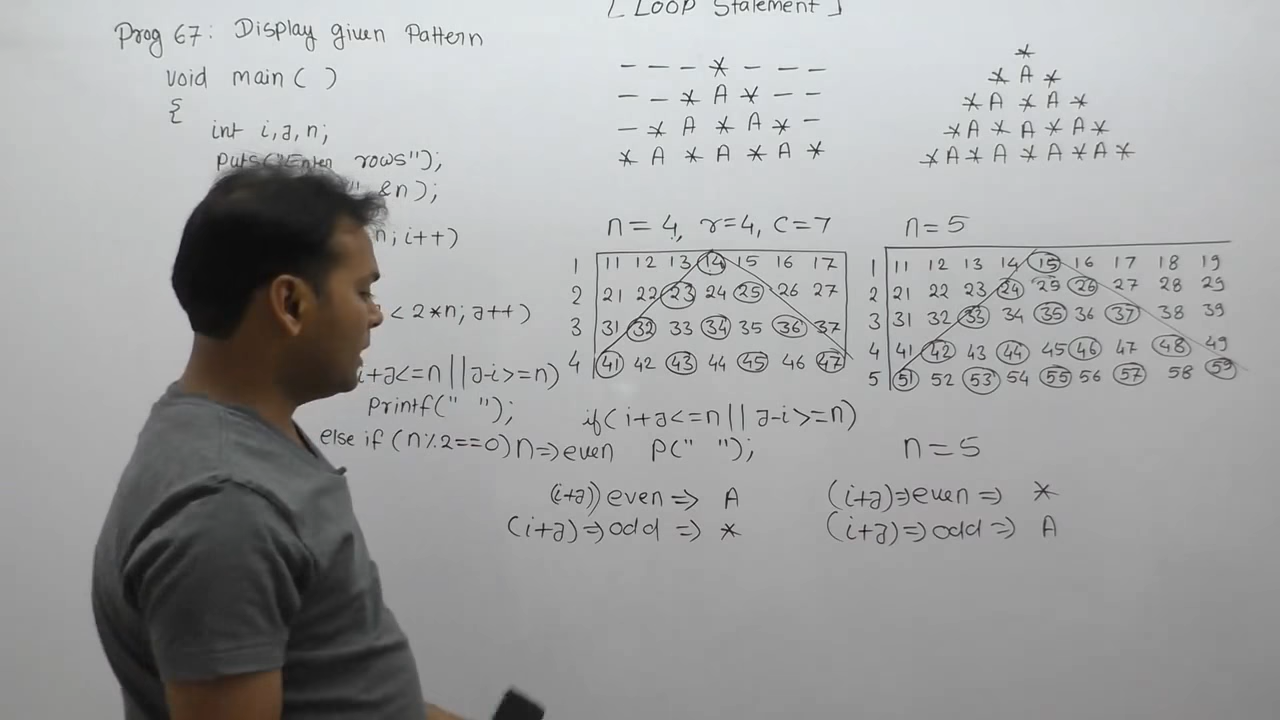 [ LOOP Statement ]
Prog 67: Display given Pattern
void main( )
{
int i,j,n;
puts("Enter rows");
" &n);
n; i++)
< 2*n; j++)
i+j<=n || j-i>=n)
Printf(" ");
else if (n%2==0)
- - - * - - -
- - * A * - -
- * A * A * -
* A * A * A *
*
* A *
* A * A *
* A * A * A *
* A * A * A * A *
n=4, r=4, c=7
1 11 12 13 14 15 16 17
2 21 22 23 24 25 26 27
3 31 32 33 34 35 36 37
4 41 42 43 44 45 46 47
n=5
1 11 12 13 14 15 16 17 18 19
2 21 22 23 24 25 26 27 28 29
3 31 32 33 34 35 36 37 38 39
4 41 42 43 44 45 46 47 48 49
5 51 52 53 54 55 56 57 58 59
if( i+j<=n || j-i>=n)
n=>even P(" ");
(i+j) even => A
(i+j)=>odd => *
n=5
(i+j)=>even => *
(i+j)=>odd => A